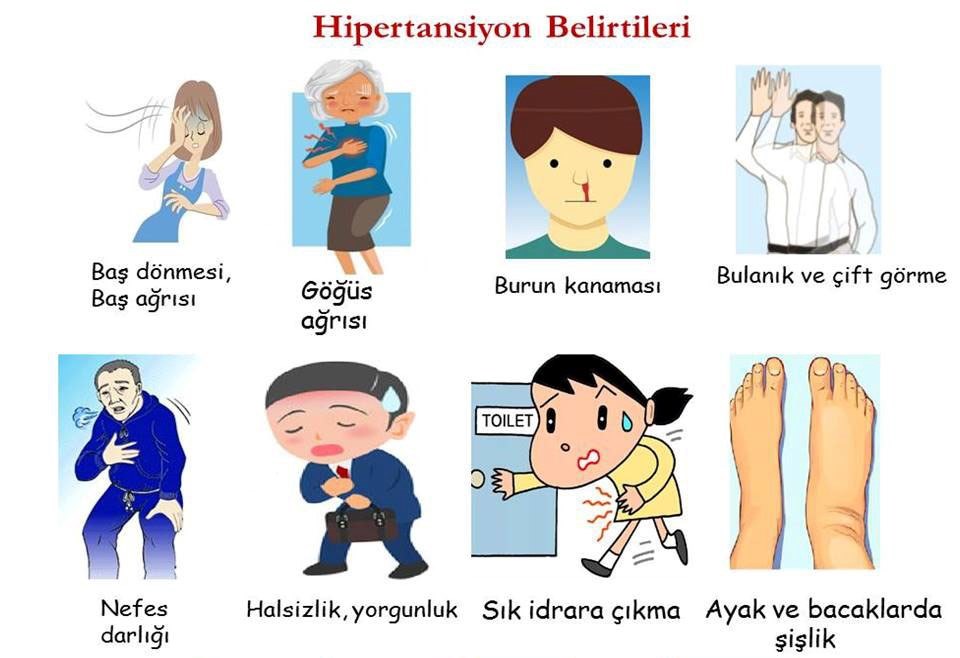 Hipertansiyon Belirtileri
Baş dönmesi,
Baş ağrısı
Göğüs
ağrısı
Burun kanaması
Bulanık ve çift görme
Nefes
darlığı
Halsizlik, yorgunluk
TOILET
Sık idrara çıkma
Ayak ve bacaklarda
şişlik